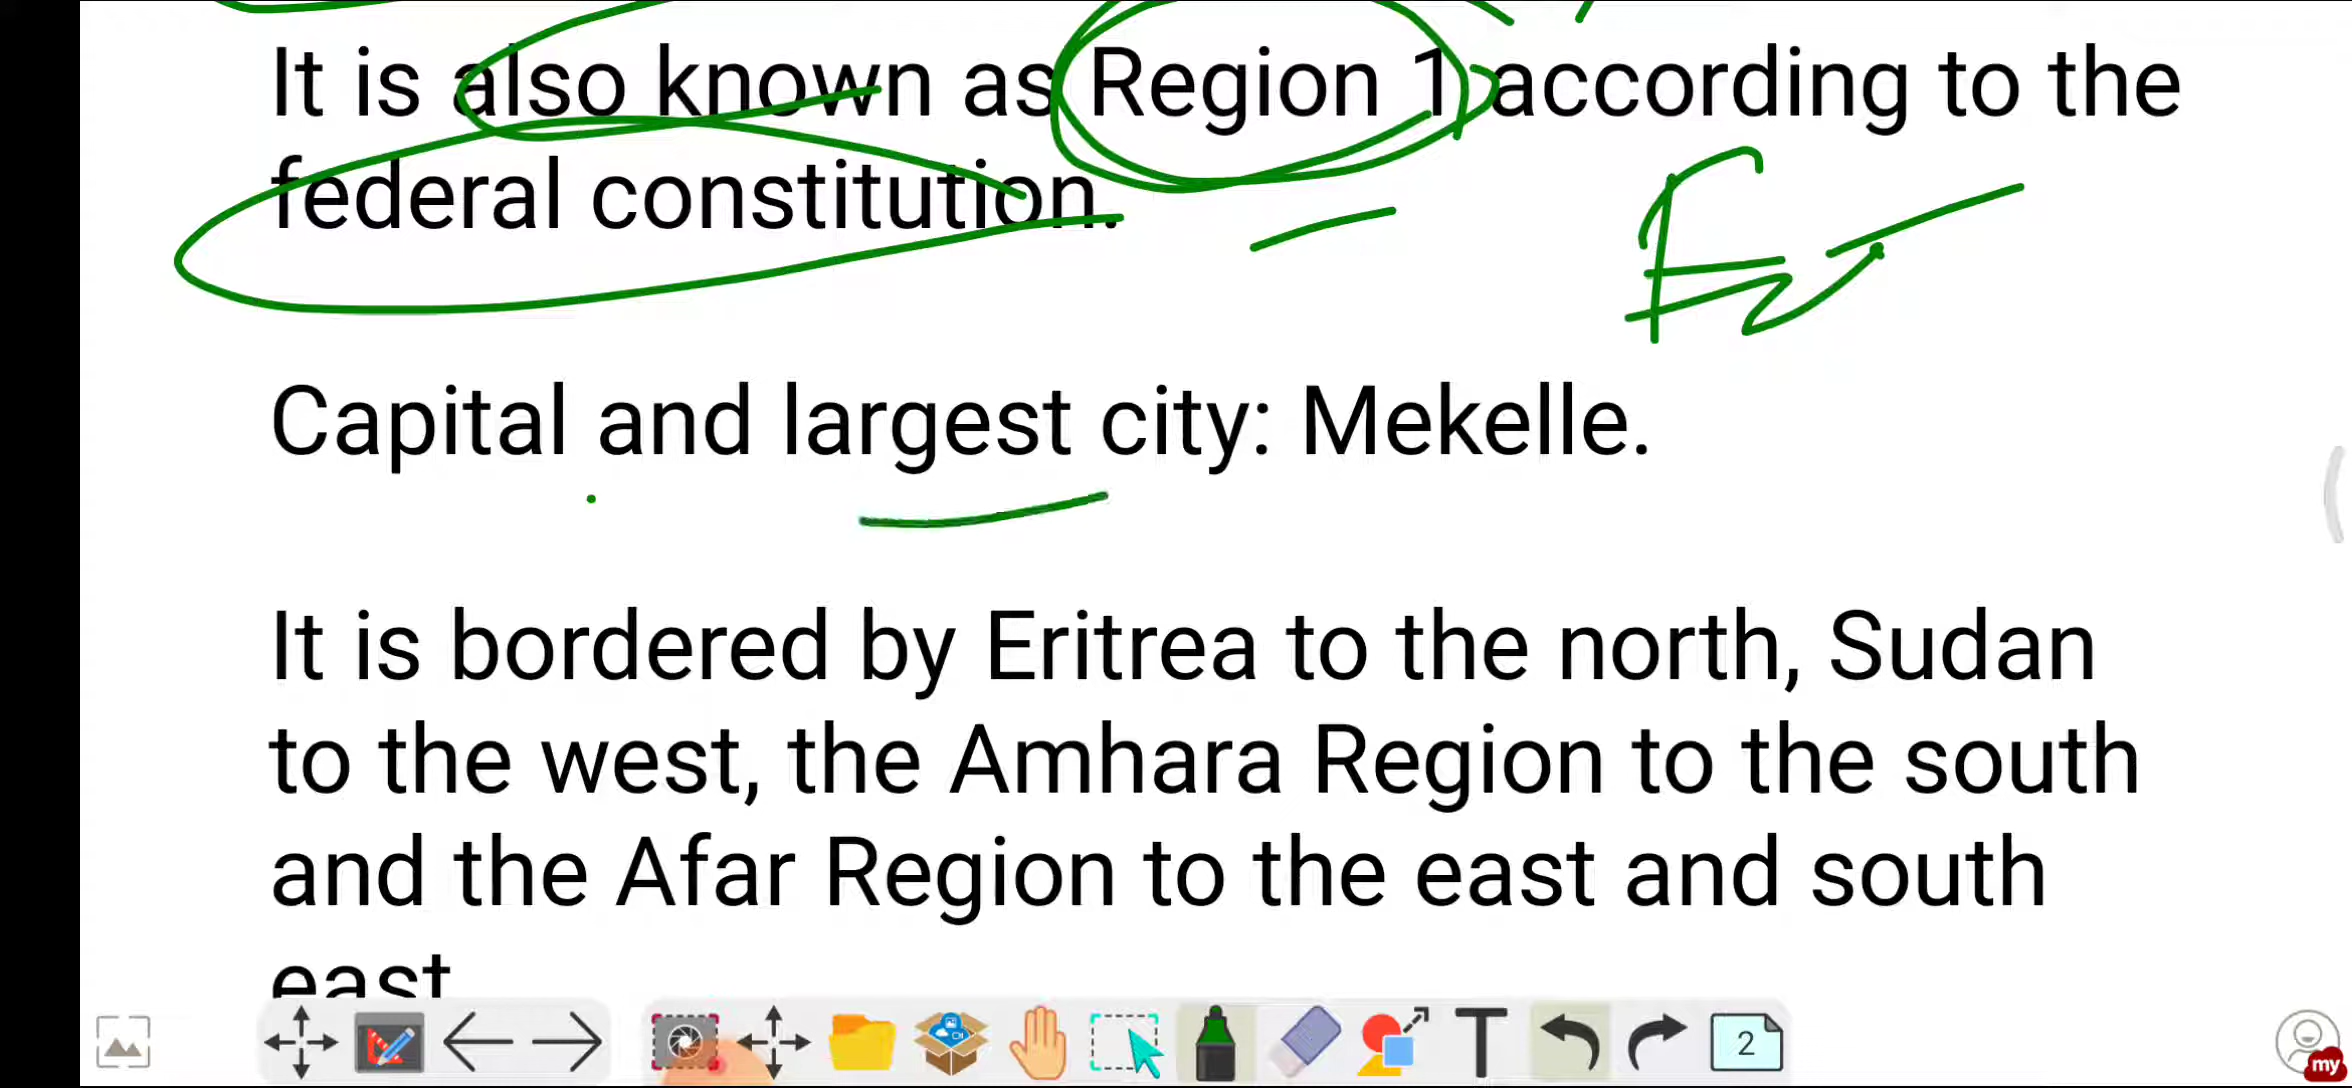 It is also known as Region 1 according to the
federal constitution.
Capital and largest city: Mekelle.
It is bordered by Eritrea to the north, Sudan
to the west, the Amhara Region to the south
and the Afar Region to the east and south
east
T
2
my